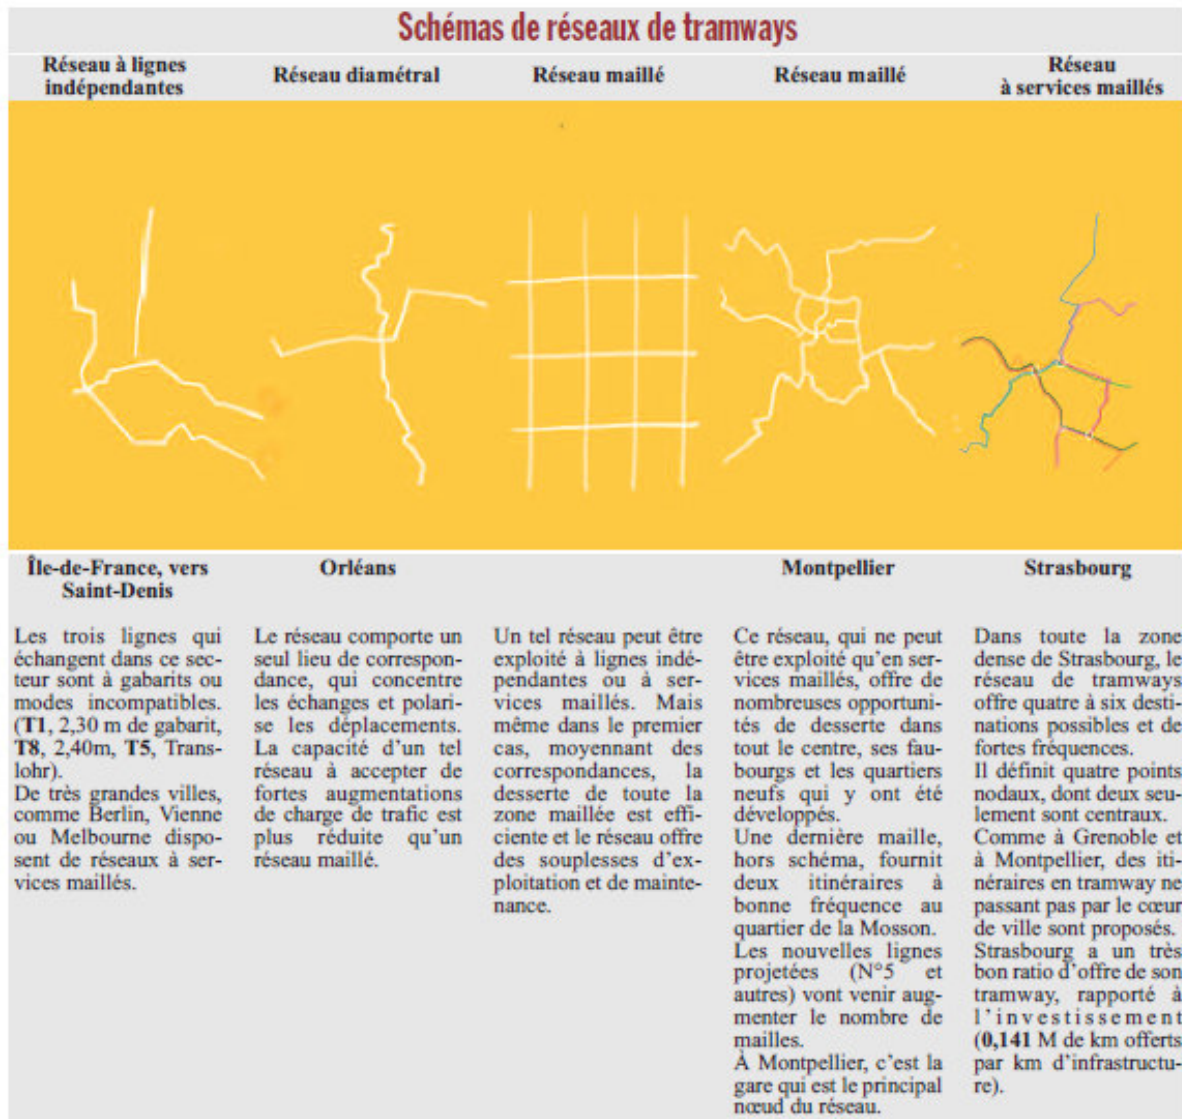 Schémas de réseaux de tramways
Réseau à lignes
indépendantes
Réseau diamétral
Réseau maillé
Réseau maillé
Réseau
à services maillés
Île-de-France, vers
Saint-Denis
Les trois lignes qui
échangent dans ce sec-
teur sont à gabarits ou
modes incompatibles.
(T1, 2,30 m de gabarit,
T8, 2,40m, T5, Trans-
lohr).
De très grandes villes,
comme Berlin, Vienne
ou Melbourne dispo-
sent de réseaux à ser-
vices maillés.
Orléans
Le réseau comporte un
seul lieu de correspon-
dance, qui concentre
les échanges et polari-
se les déplacements.
La capacité d'un tel
réseau à accepter de
fortes augmentations
de charge de trafic est
plus réduite qu'un
réseau maillé.
Un tel réseau peut être
exploité à lignes indé-
pendantes ou à ser-
vices maillés. Mais
même dans le premier
cas, moyennant des
correspondances, la
desserte de toute la
zone maillée est effi-
ciente et le réseau offre
des souplesses d'ex-
ploitation et de mainte-
nance.
Montpellier
Ce réseau, qui ne peut
être exploité qu'en ser-
vices maillés, offre de
nombreuses opportuni-
tés de desserte dans
tout le centre, ses fau-
bourgs et les quartiers
neufs qui y ont été
développés.
Une dernière maille,
hors schéma, fournit
deux itinéraires à
bonne fréquence au
quartier de la Mosson.
Les nouvelles lignes
projetées (N°5 et
autres) vont venir aug-
menter le nombre de
mailles.
À Montpellier, c'est la
gare qui est le principal
nœud du réseau.
Strasbourg
Dans toute la zone
dense de Strasbourg, le
réseau de tramways
offre quatre à six desti-
nations possibles et de
fortes fréquences.
Il définit quatre points
nodaux, dont deux seu-
lement sont centraux.
Comme à Grenoble et
à Montpellier, des iti-
néraires en tramway ne
passant pas par le cœur
de ville sont proposés.
Strasbourg a un très
bon ratio d'offre de son
tramway, rapporté à
l'investissement
(0,141 M de km offerts
par km d'infrastructu-
re).